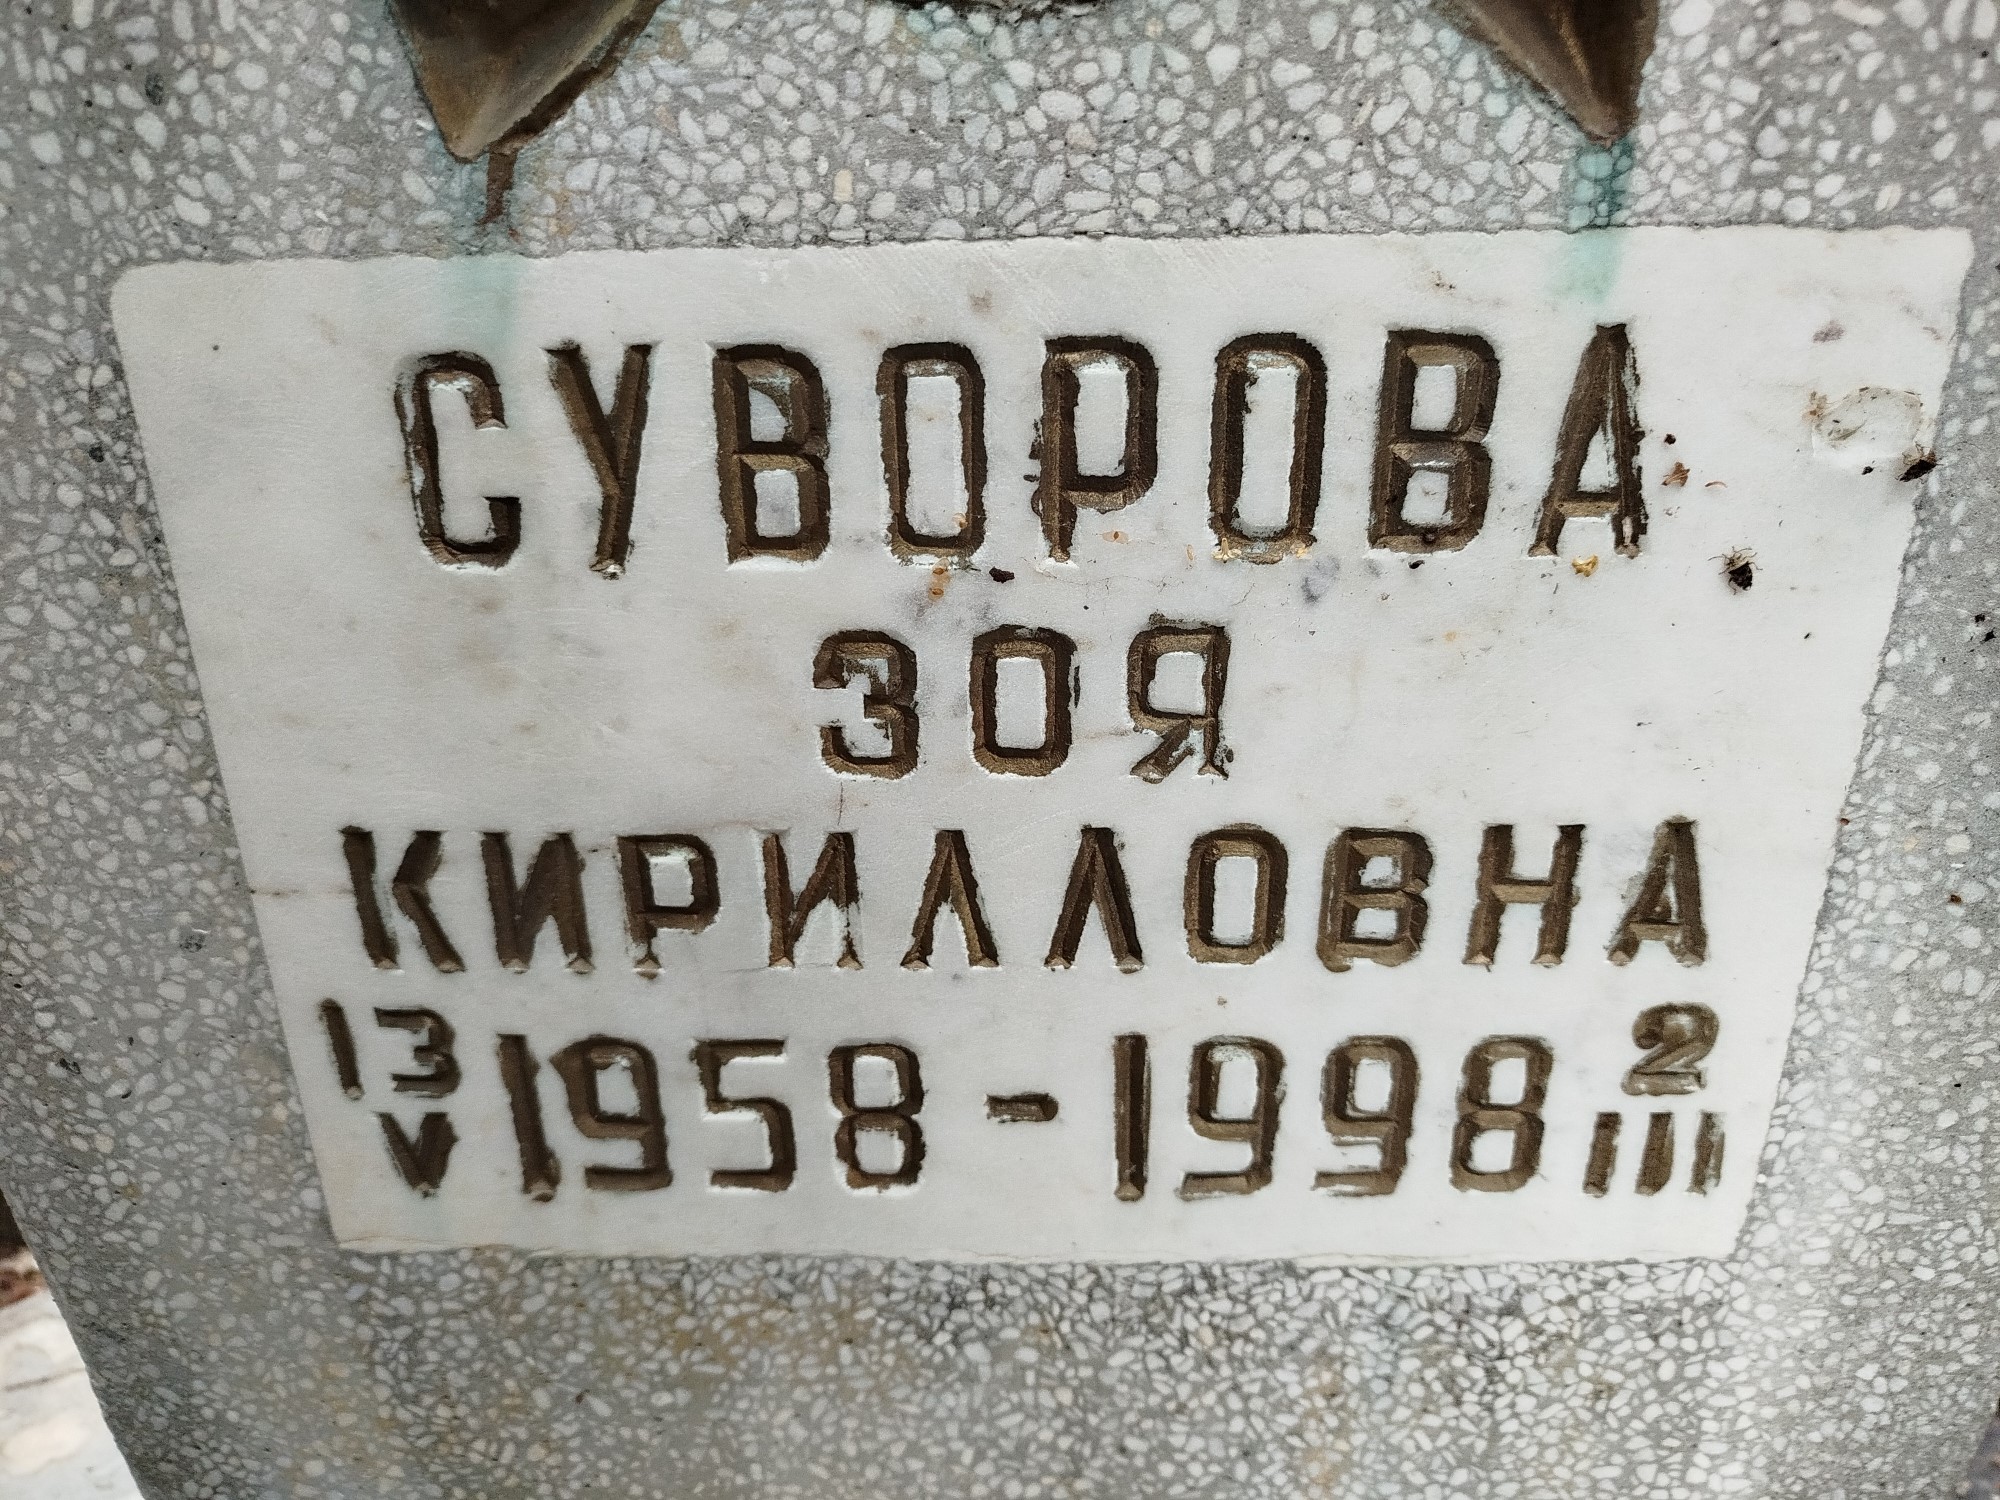 СУВОРОВА
ЗОЯ
КИРИЛЛОВНА
13 V 1958 - 1998 2 III